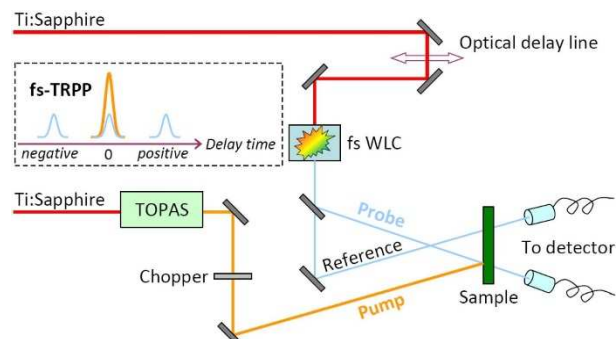 Ti:Sapphire
Optical delay line
fs-TRPP
Delay time
negative
0
positive
fs WLC
Ti:Sapphire
TOPAS
Probe
Reference
To detector
Chopper
Pump
Sample